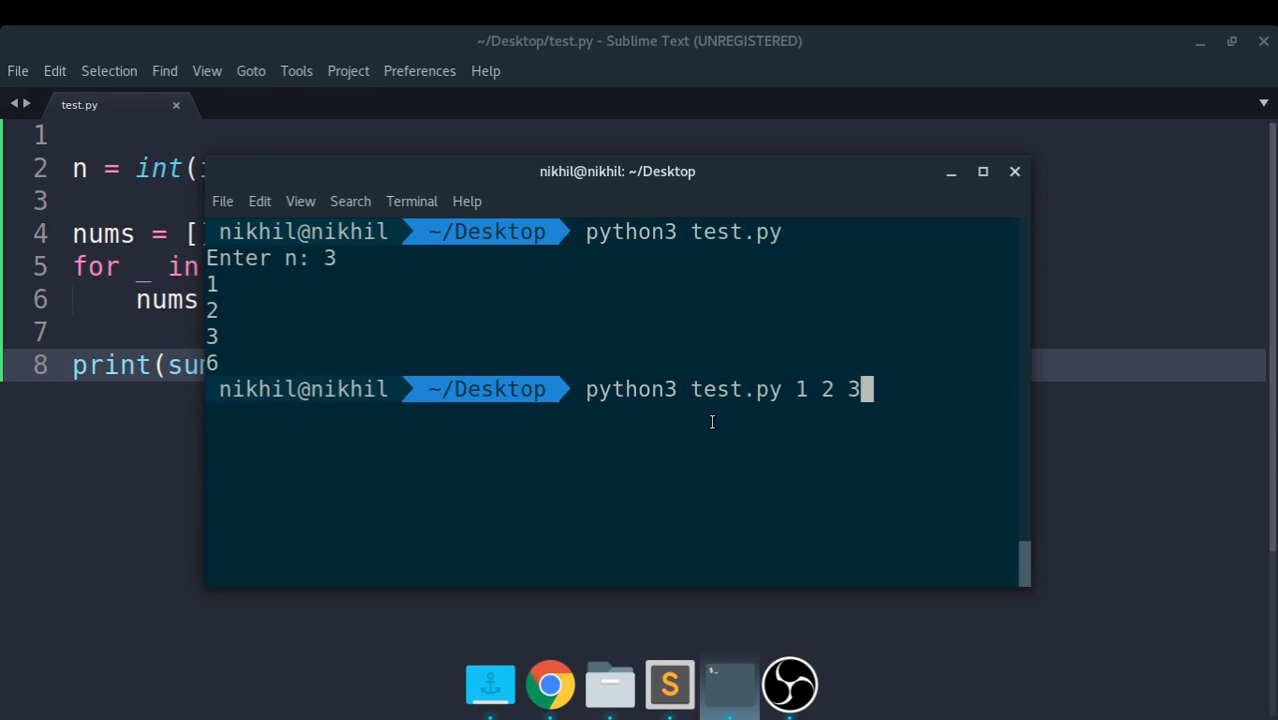 ~/Desktop/test.py - Sublime Text (UNREGISTERED)
File Edit Selection Find View Goto Tools Project Preferences Help
test.py
1
2 n = int(
3
4 nums = [
5 for _ in
6 nums
7
8 print(sum
nikhil@nikhil: ~/Desktop
File Edit View Search Terminal Help
nikhil@nikhil ~/Desktop python3 test.py
Enter n: 3
1
2
3
6
nikhil@nikhil ~/Desktop python3 test.py 1 2 3
S
$_